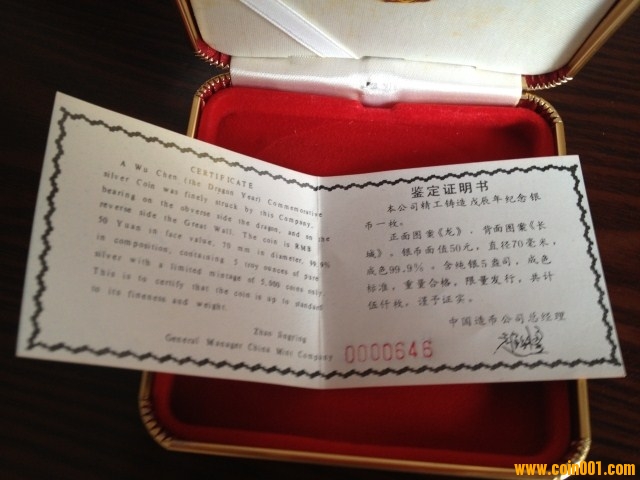 CERTIFICATE
A Wu Chen (the Dragon Year) Commemorative
silver Coin was finely struck by this Company,
bearing on the obverse side the dragon, and on the
reverse side the Great Wall. The coin is RMB
50 Yuan in face value, 70 mm in diameter, 99.9%
in composition, containing 5 troy ounces of pure
silver with a limited mintage of 5,000 coins only.
This is to certify that the coin is up to standard
to its fineness and weight.
Zhao Jingring
General Manager China Mint Company
鉴定证明书
本公司精工铸造戊辰年纪念银
币一枚。
正面图案《龙》、背面图案《长
城》，银币面值50元，直径70毫米，
成色99.9%。含纯银5盎司，成色
标准，重量合格，限量发行，共计
伍仟枚，谨予证实。
中国造币公司总经理
0000646
www.coin001.com